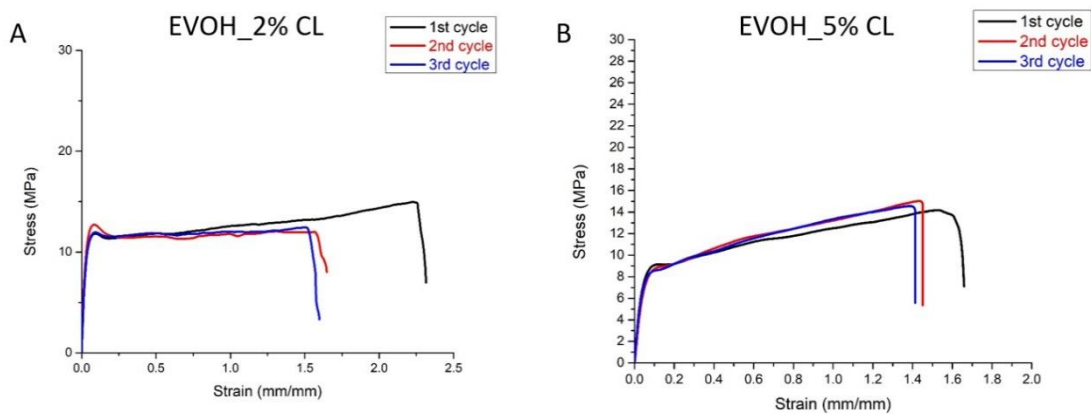 A
EVOH_2% CL
1st cycle
2nd cycle
3rd cycle
30
20
10
0
Stress (MPa)
0.0 0.5 1.0 1.5 2.0 2.5
Strain (mm/mm)
B
EVOH_5% CL
1st cycle
2nd cycle
3rd cycle
30
28
26
24
22
20
18
16
14
12
10
8
6
4
2
0
Stress (MPa)
0.0 0.2 0.4 0.6 0.8 1.0 1.2 1.4 1.6 1.8 2.0
Strain (mm/mm)